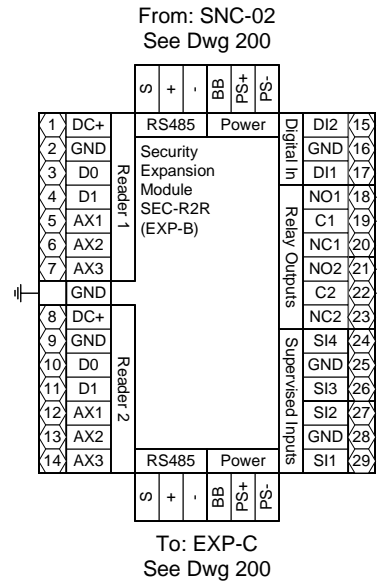 From: SNC-02
See Dwg 200
S + - BB PS+ PS-
RS485 Power
Security
Expansion
Module
SEC-R2R
(EXP-B)
1 DC+
2 GND
3 D0
4 D1
5 AX1
6 AX2
7 AX3
Reader 1
GND
8 DC+
9 GND
10 D0
11 D1
12 AX1
13 AX2
14 AX3
Reader 2
Digital In
DI2 15
GND 16
DI1 17
Relay Outputs
NO1 18
C1 19
NC1 20
NO2 21
C2 22
NC2 23
Supervised Inputs
SI4 24
GND 25
SI3 26
SI2 27
GND 28
SI1 29
RS485 Power
S + - BB PS+ PS-
To: EXP-C
See Dwg 200